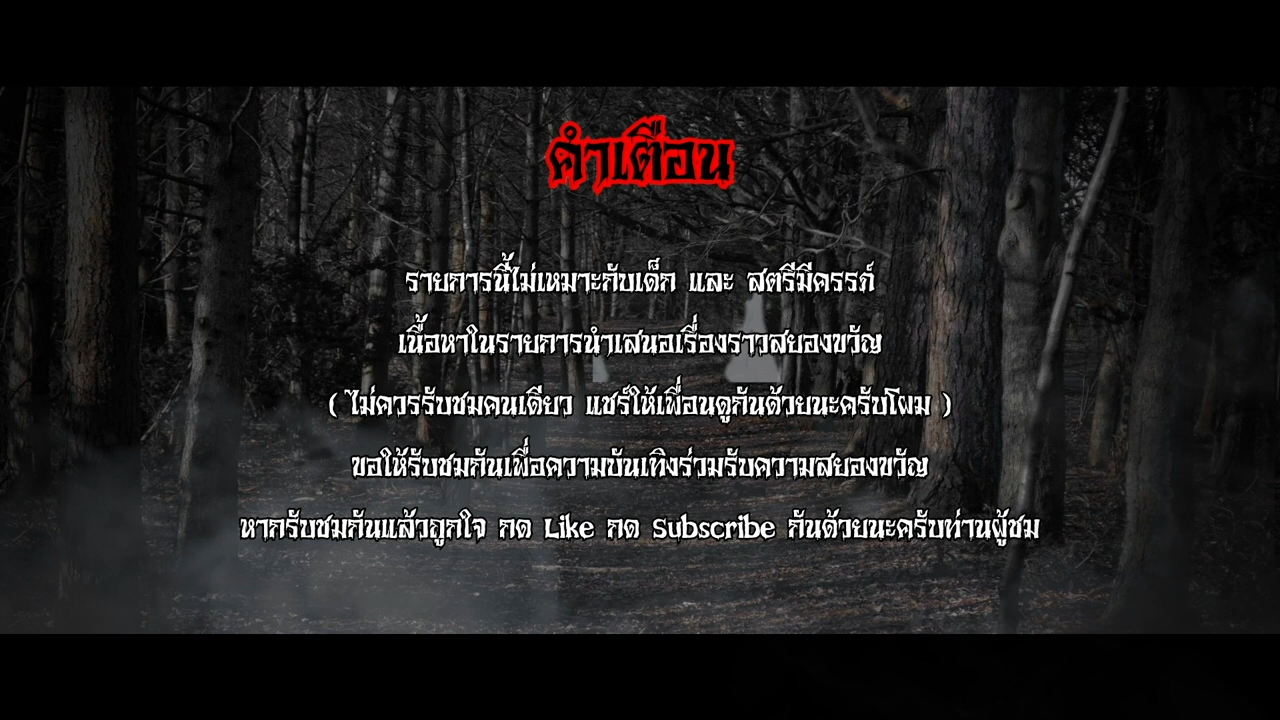 คำเตือน
รายการนี้ไม่เหมาะกับเด็ก และ สตรีมีครรภ์
เนื้อหาในรายการนำเสนอเรื่องราวสยองขวัญ
( ไม่ควรรับชมคนเดียว แชร์ให้เพื่อนดูกันด้วยนะครับโผม )
ขอให้รับชมกันเพื่อความบันเทิงร่วมรับความสยองขวัญ
หากรับชมกันแล้วถูกใจ กด Like กด Subscribe กันด้วยนะครับท่านผู้ชม